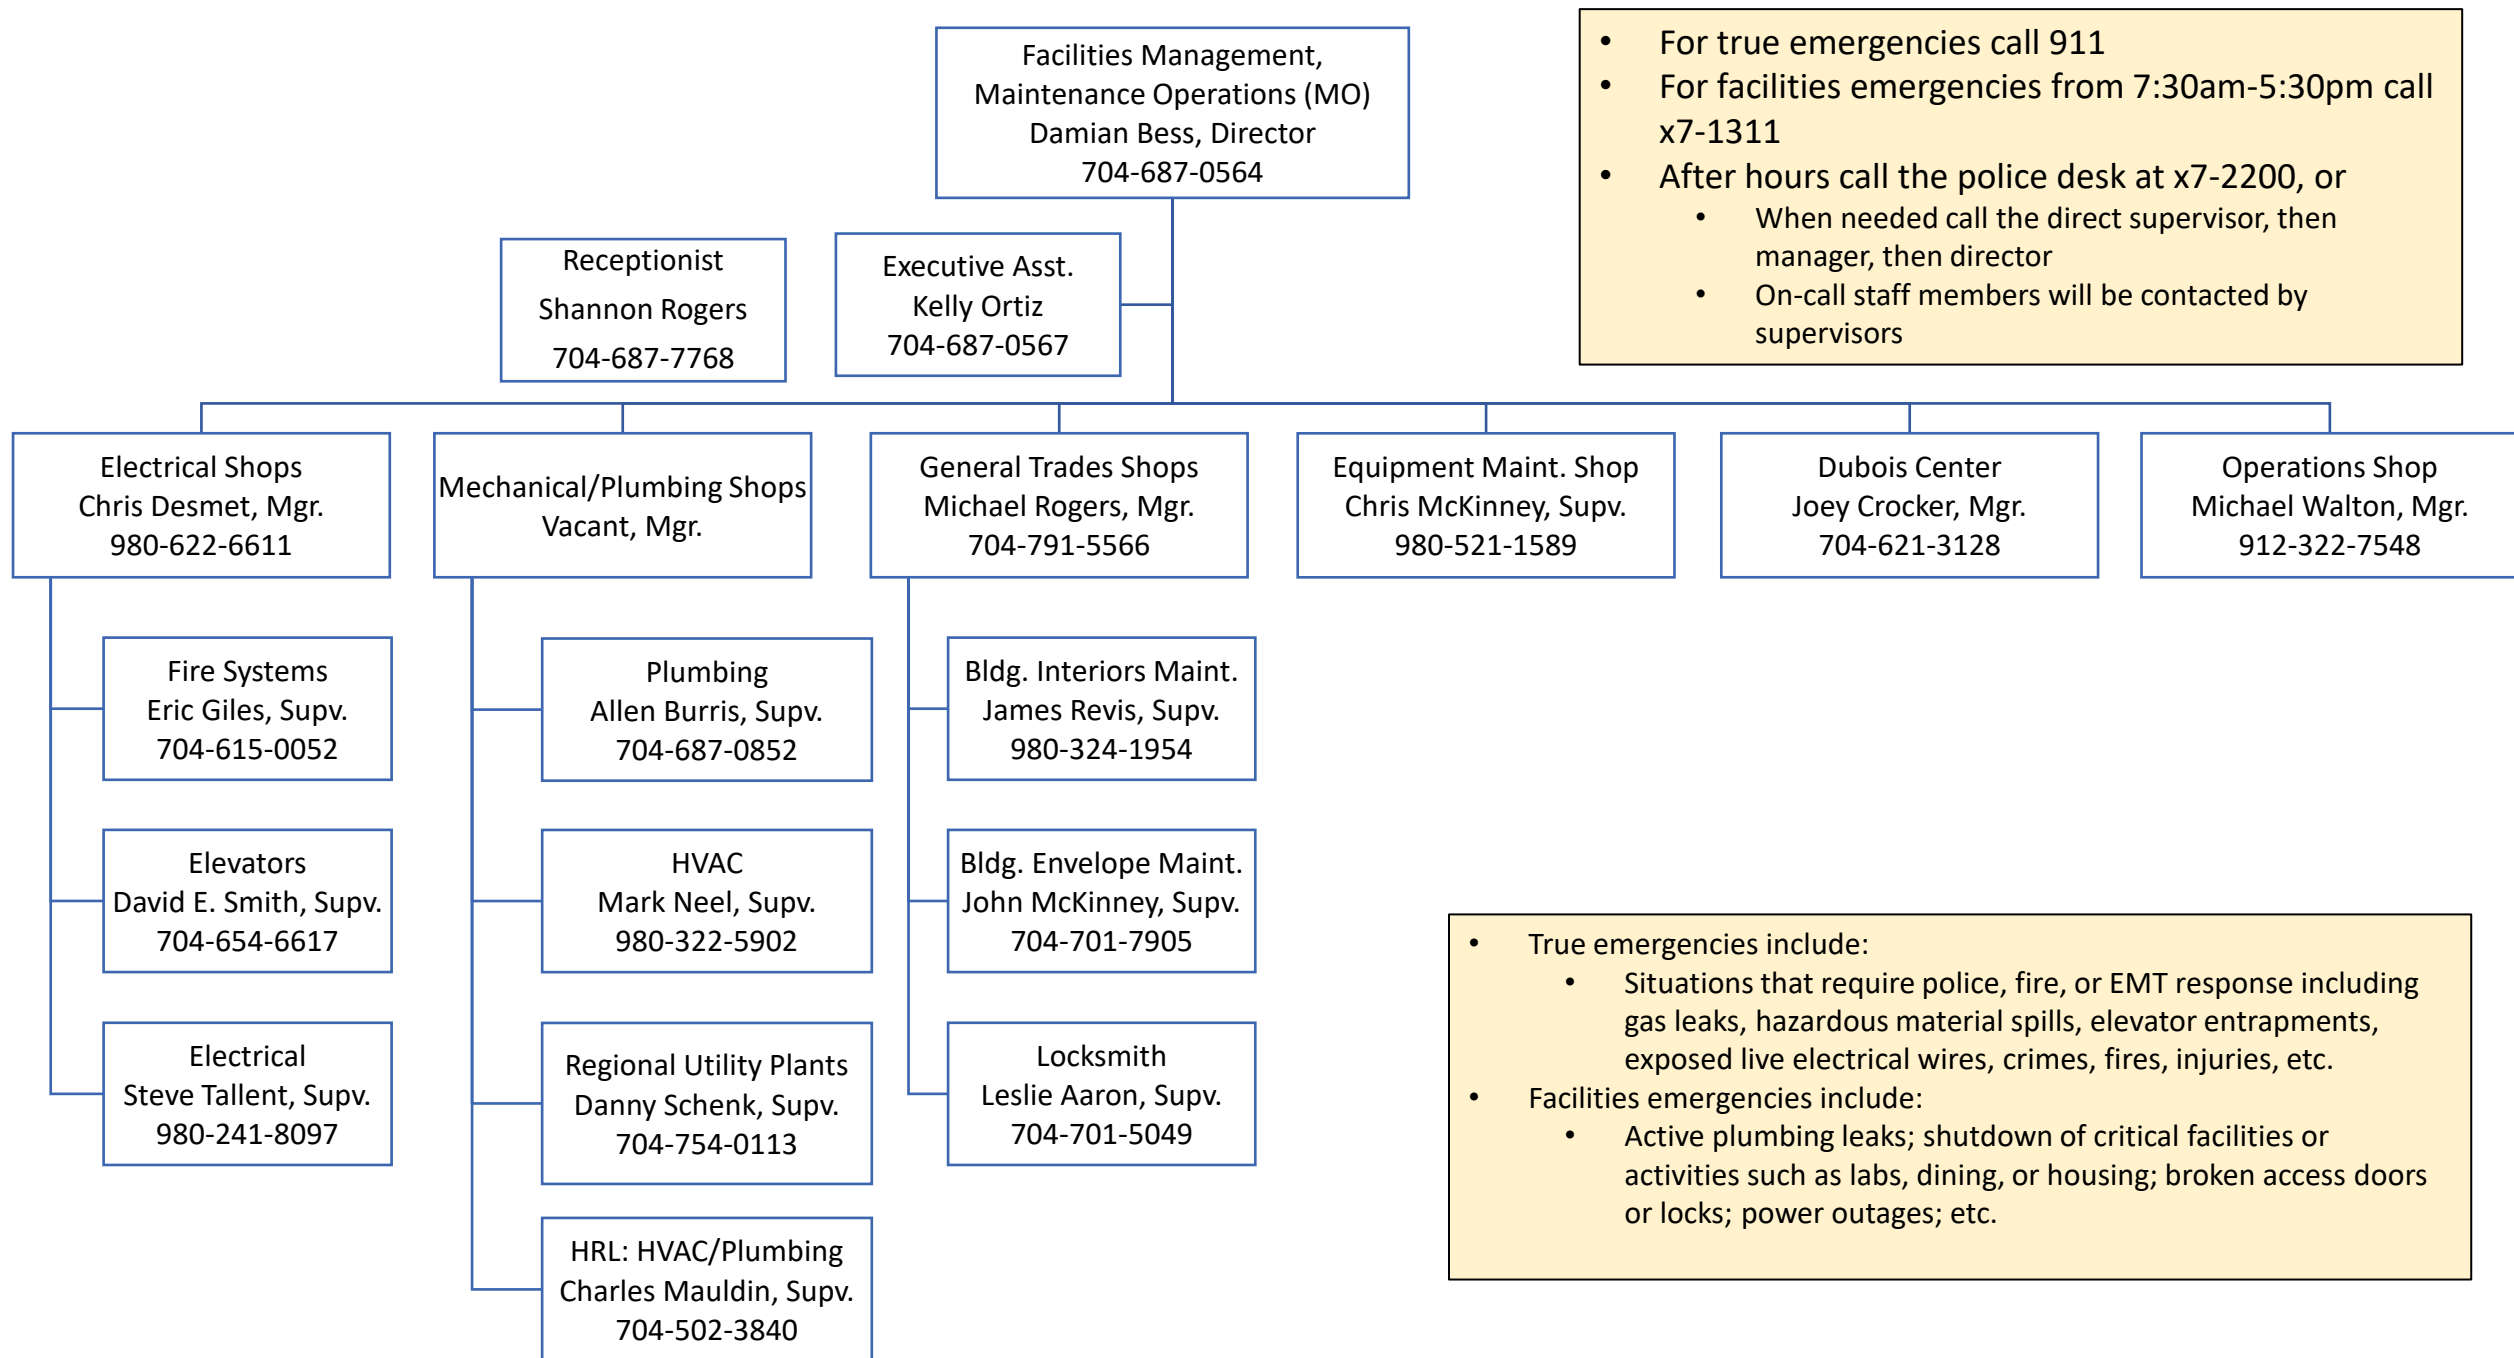 Facilities Management,
Maintenance Operations (MO)
Damian Bess, Director
704-687-0564
• For true emergencies call 911
• For facilities emergencies from 7:30am-5:30pm call
x7-1311
• After hours call the police desk at x7-2200, or
• When needed call the direct supervisor, then
manager, then director
• On-call staff members will be contacted by
supervisors
Receptionist
Shannon Rogers
704-687-7768
Executive Asst.
Kelly Ortiz
704-687-0567
Electrical Shops
Chris Desmet, Mgr.
980-622-6611
Mechanical/Plumbing Shops
Vacant, Mgr.
General Trades Shops
Michael Rogers, Mgr.
704-791-5566
Equipment Maint. Shop
Chris McKinney, Supv.
980-521-1589
Dubois Center
Joey Crocker, Mgr.
704-621-3128
Operations Shop
Michael Walton, Mgr.
912-322-7548
Fire Systems
Eric Giles, Supv.
704-615-0052
Plumbing
Allen Burris, Supv.
704-687-0852
Bldg. Interiors Maint.
James Revis, Supv.
980-324-1954
Elevators
David E. Smith, Supv.
704-654-6617
HVAC
Mark Neel, Supv.
980-322-5902
Bldg. Envelope Maint.
John McKinney, Supv.
704-701-7905
Electrical
Steve Tallent, Supv.
980-241-8097
Regional Utility Plants
Danny Schenk, Supv.
704-754-0113
Locksmith
Leslie Aaron, Supv.
704-701-5049
HRL: HVAC/Plumbing
Charles Mauldin, Supv.
704-502-3840
• True emergencies include:
• Situations that require police, fire, or EMT response including
gas leaks, hazardous material spills, elevator entrapments,
exposed live electrical wires, crimes, fires, injuries, etc.
• Facilities emergencies include:
• Active plumbing leaks; shutdown of critical facilities or
activities such as labs, dining, or housing; broken access doors
or locks; power outages; etc.